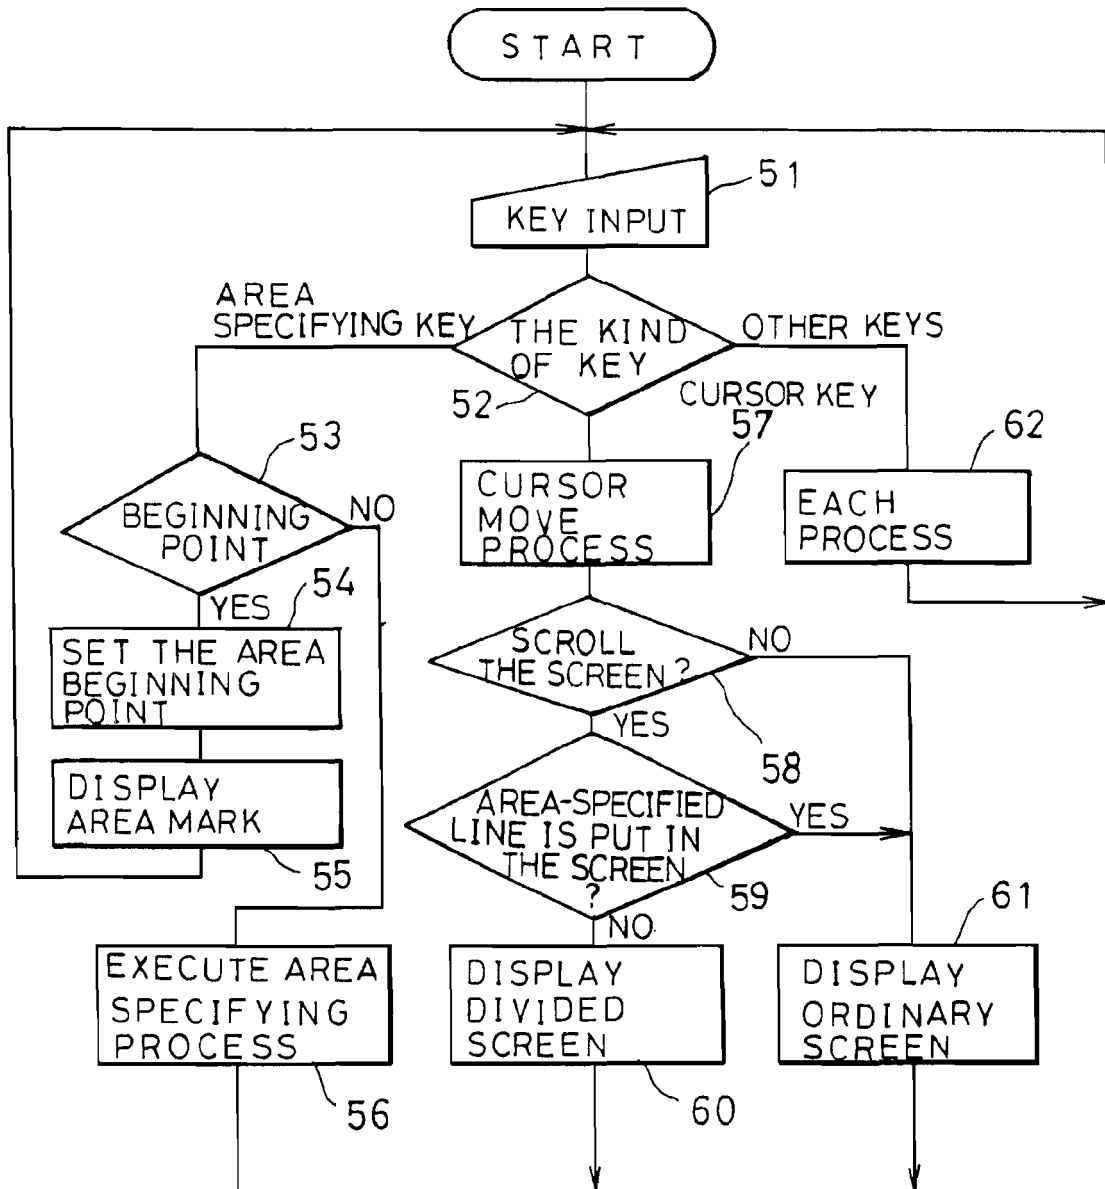 START
51
KEY INPUT
AREA
SPECIFYING KEY
THE KIND
OF KEY
OTHER KEYS
52
CURSOR KEY
53
57
62
BEGINNING
POINT
NO
CURSOR
MOVE
PROCESS
EACH
PROCESS
YES
54
SET THE AREA
BEGINNING
POINT
SCROLL
THE SCREEN?
NO
YES
58
DISPLAY
AREA MARK
55
AREA-SPECIFIED
LINE IS PUT IN
THE SCREEN
?
YES
59
NO
61
EXECUTE AREA
SPECIFYING
PROCESS
56
DISPLAY
DIVIDED
SCREEN
60
DISPLAY
ORDINARY
SCREEN